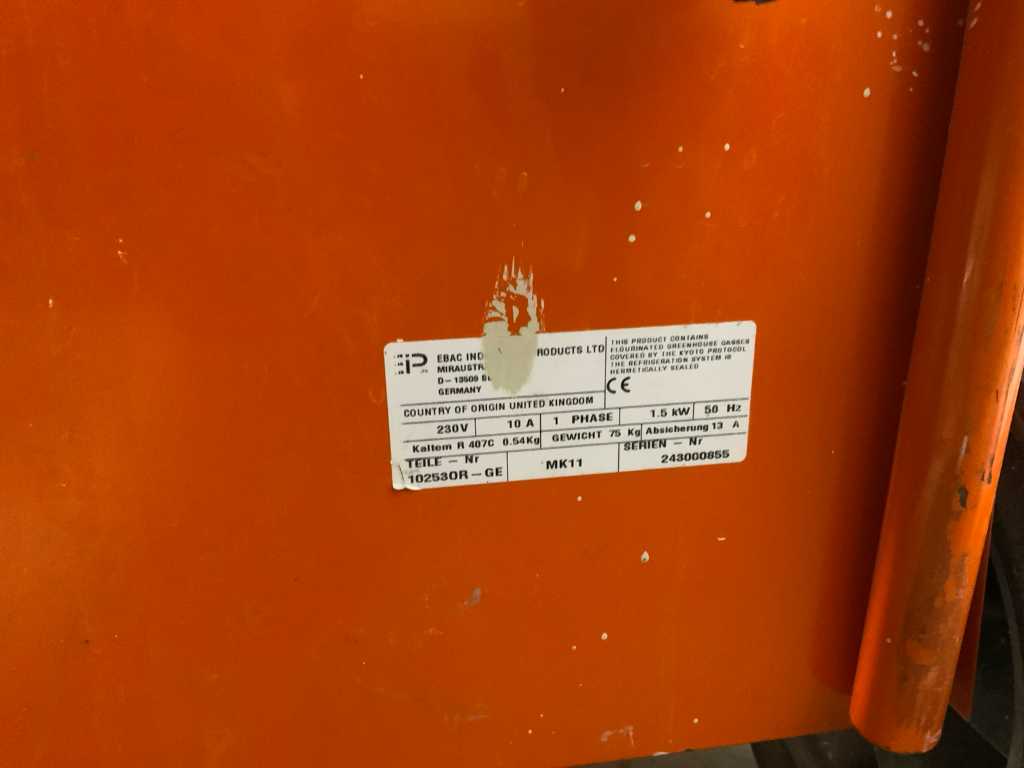 EIP EBAC IND PRODUCTS LTD
MIRAUSTR
D-13509
GERMANY
THIS PRODUCT CONTAINS
FLOURINATED GREENHOUSE GASSES
COVERED BY THE KYOTO PROTOCOL
THE REFRIGERATION SYSTEM IS
HERMETICALLY SEALED
CE
COUNTRY OF ORIGIN UNITED KINGDOM
230V 10 A 1 PHASE 1.5 kW 50 Hz
Kaltem R 407C 0.54Kg GEWICHT 75 Kg Absicherung 13 A
TEILE - Nr MK11 SERIEN - Nr
10253OR-GE 243000855